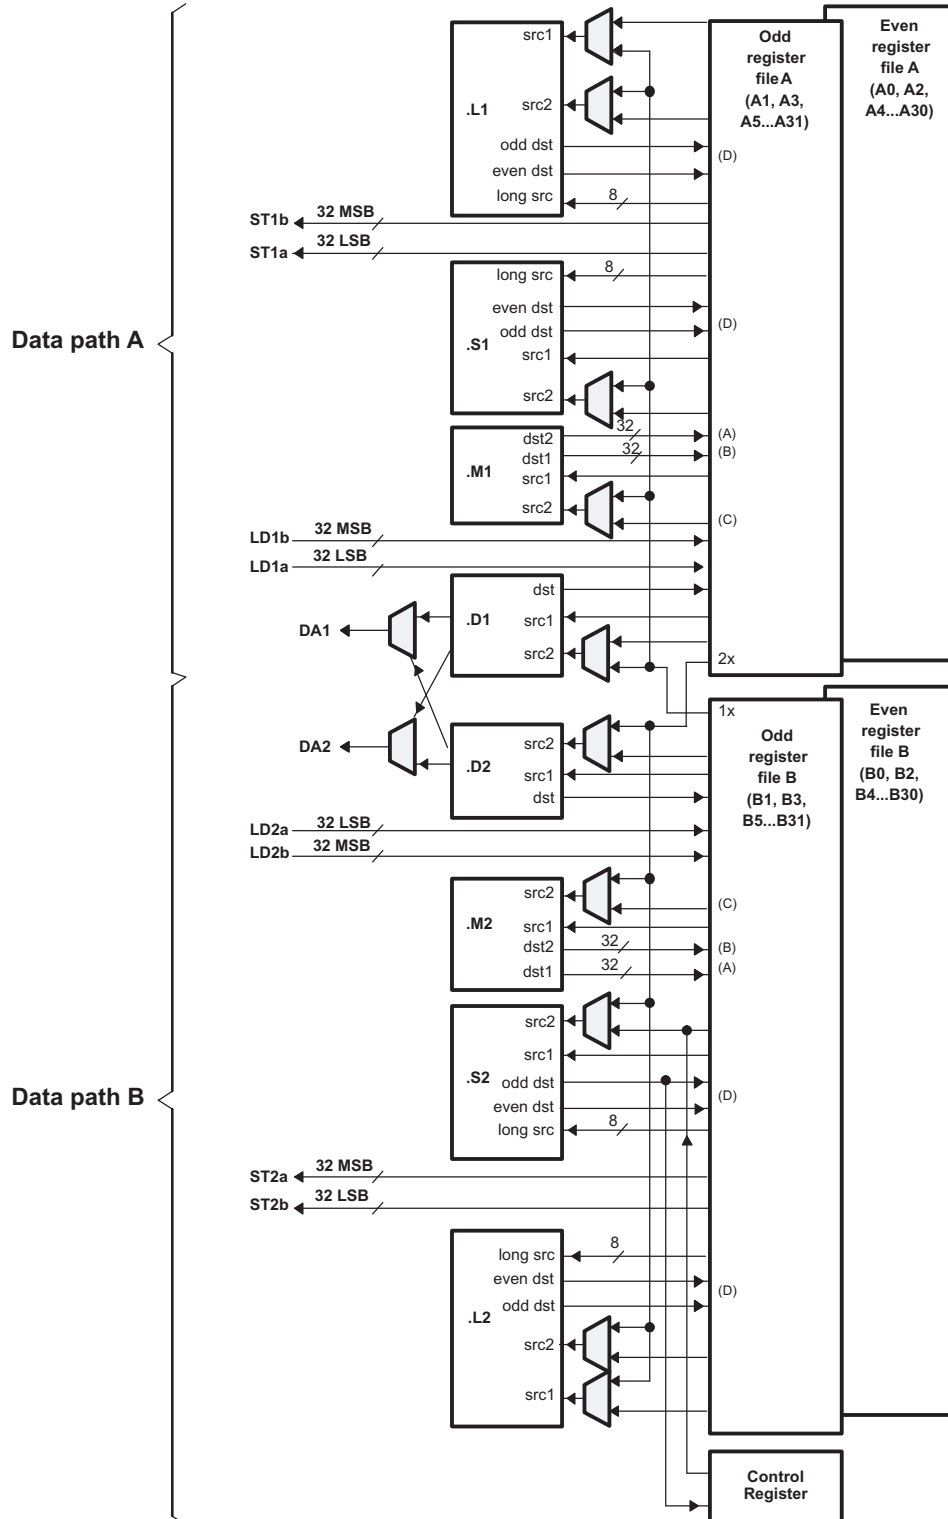 Odd
register
file A
(A1, A3,
A5...A31)
Even
register
file A
(A0, A2,
A4...A30)
src1
.L1
src2
odd dst
(D)
even dst
long src
8
ST1b
32 MSB
ST1a
32 LSB
long src
8
even dst
(D)
odd dst
Data path A
.S1
src1
src2
dst2
32
(A)
dst1
32
(B)
.M1
src1
src2
(C)
LD1b
32 MSB
LD1a
32 LSB
dst
.D1
src1
DA1
src2
2x
1x
Odd
register
file B
(B1, B3,
B5...B31)
Even
register
file B
(B0, B2,
B4...B30)
DA2
src2
.D2
src1
dst
LD2a
32 LSB
LD2b
32 MSB
src2
(C)
.M2
src1
dst2
32
(B)
dst1
32
(A)
src2
src1
.S2
odd dst
(D)
Data path B
even dst
long src
8
ST2a
32 MSB
ST2b
32 LSB
long src
8
even dst
(D)
odd dst
.L2
src2
src1
Control
Register